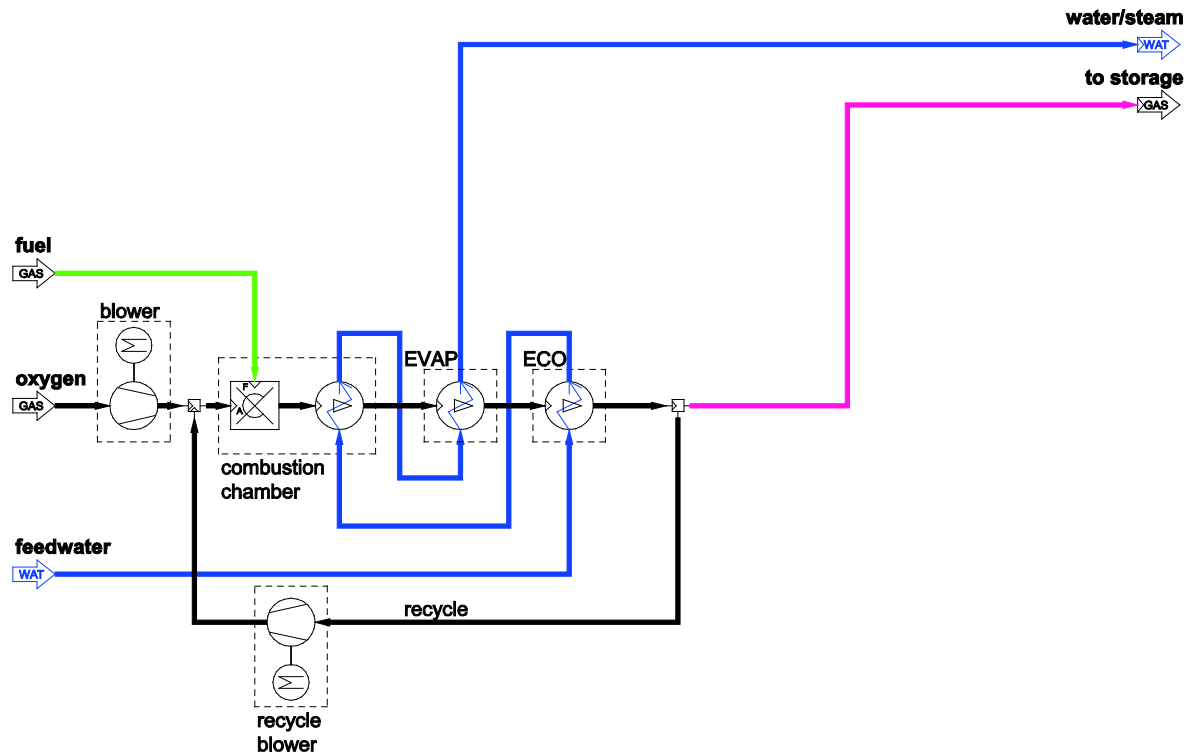 water/steam
WAT
to storage
GAS
fuel
GAS
blower
M
EVAP
ECO
oxygen
GAS
F
A
combustion
chamber
feedwater
WAT
recycle
M
recycle
blower